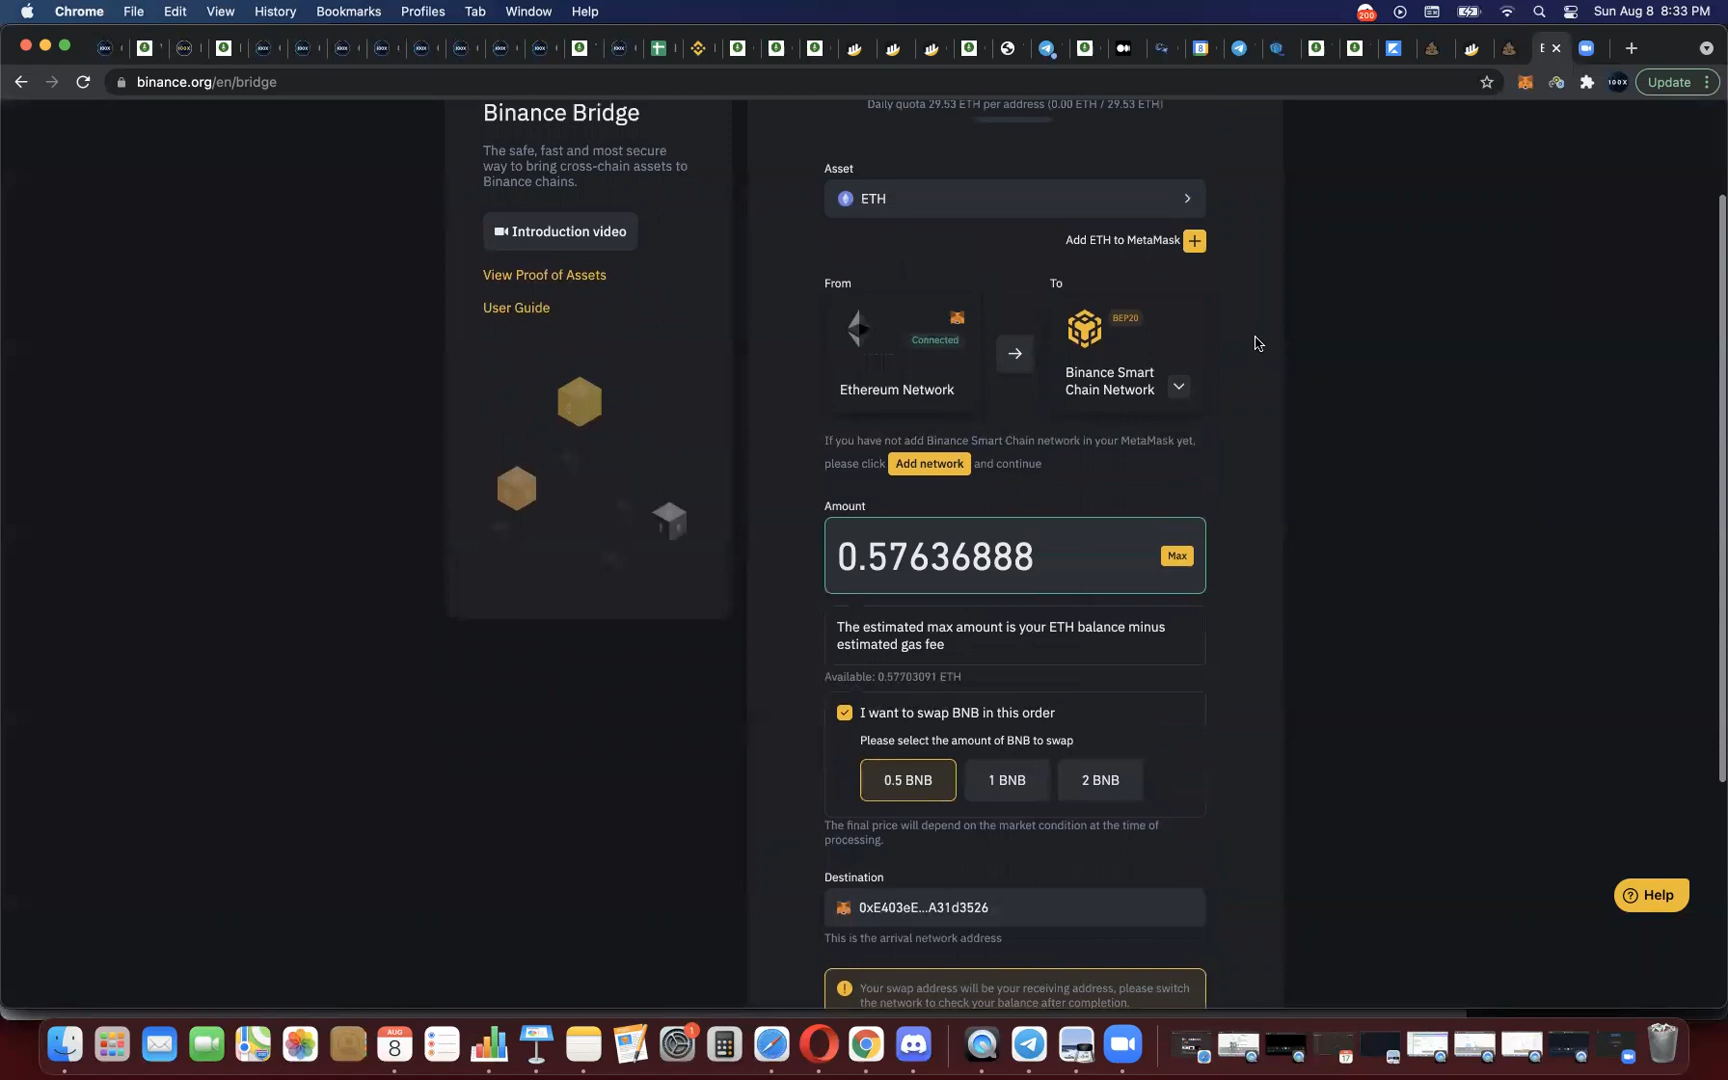 Chrome File Edit View History Bookmarks Profiles Tab Window Help
200
Sun Aug 8 8:33 PM
binance.org/en/bridge
Update
Binance Bridge
The safe, fast and most secure
way to bring cross-chain assets to
Binance chains.
Introduction video
View Proof of Assets
User Guide
Daily quota 29.53 ETH per address (0.00 ETH / 29.53 ETH)
Asset
ETH
Add ETH to MetaMask
From
To
Connected
Ethereum Network
BEP20
Binance Smart
Chain Network
If you have not add Binance Smart Chain network in your MetaMask yet,
please click Add network and continue
Amount
0.57636888
Max
The estimated max amount is your ETH balance minus
estimated gas fee
Available: 0.57703091 ETH
I want to swap BNB in this order
Please select the amount of BNB to swap
0.5 BNB
1 BNB
2 BNB
The final price will depend on the market condition at the time of
processing.
Destination
0xE403eE...A31d3526
This is the arrival network address
Your swap address will be your receiving address, please switch
the network to check your balance after completion.
Help
AUG
8
1
17